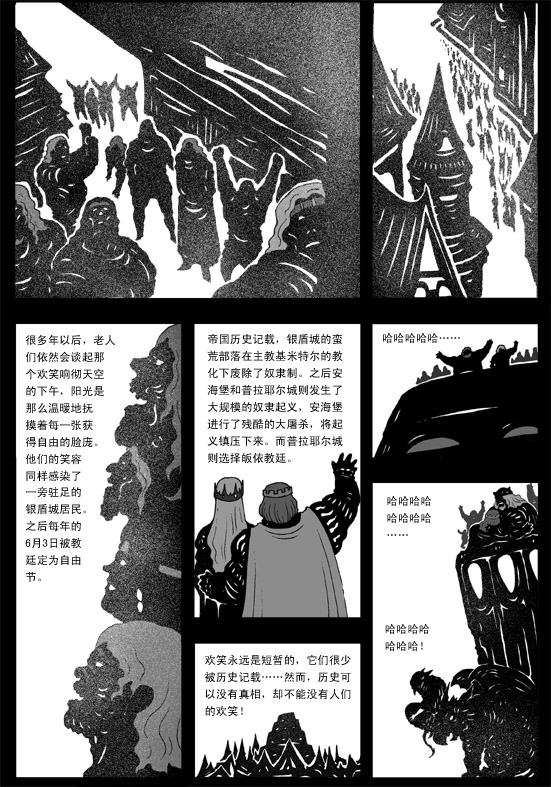 很多年以后，老人
们依然会谈起那
个欢笑响彻天空
的下午，阳光是
那么温暖地抚
摸着每一张获
得自由的脸庞。
他们的笑容
同样感染了
一旁驻足的
银盾城居民。
之后每年的
6月3日被教
廷定为自由
节。
帝国历史记载，银盾城的蛮
荒部落在主教基米特尔的教
化下废除了奴隶制。之后安
海堡和普拉耶尔城则发生了
大规模的奴隶起义，安海堡
进行了残酷的大屠杀，将起
义镇压下来。而普拉耶尔城
则选择皈依教廷。
欢笑永远是短暂的，它们很少
被历史记载……然而，历史可
以没有真相，却不能没有人们
的欢笑！
哈哈哈哈哈……
哈哈哈哈
哈哈哈哈
……
哈哈哈哈
哈哈哈！